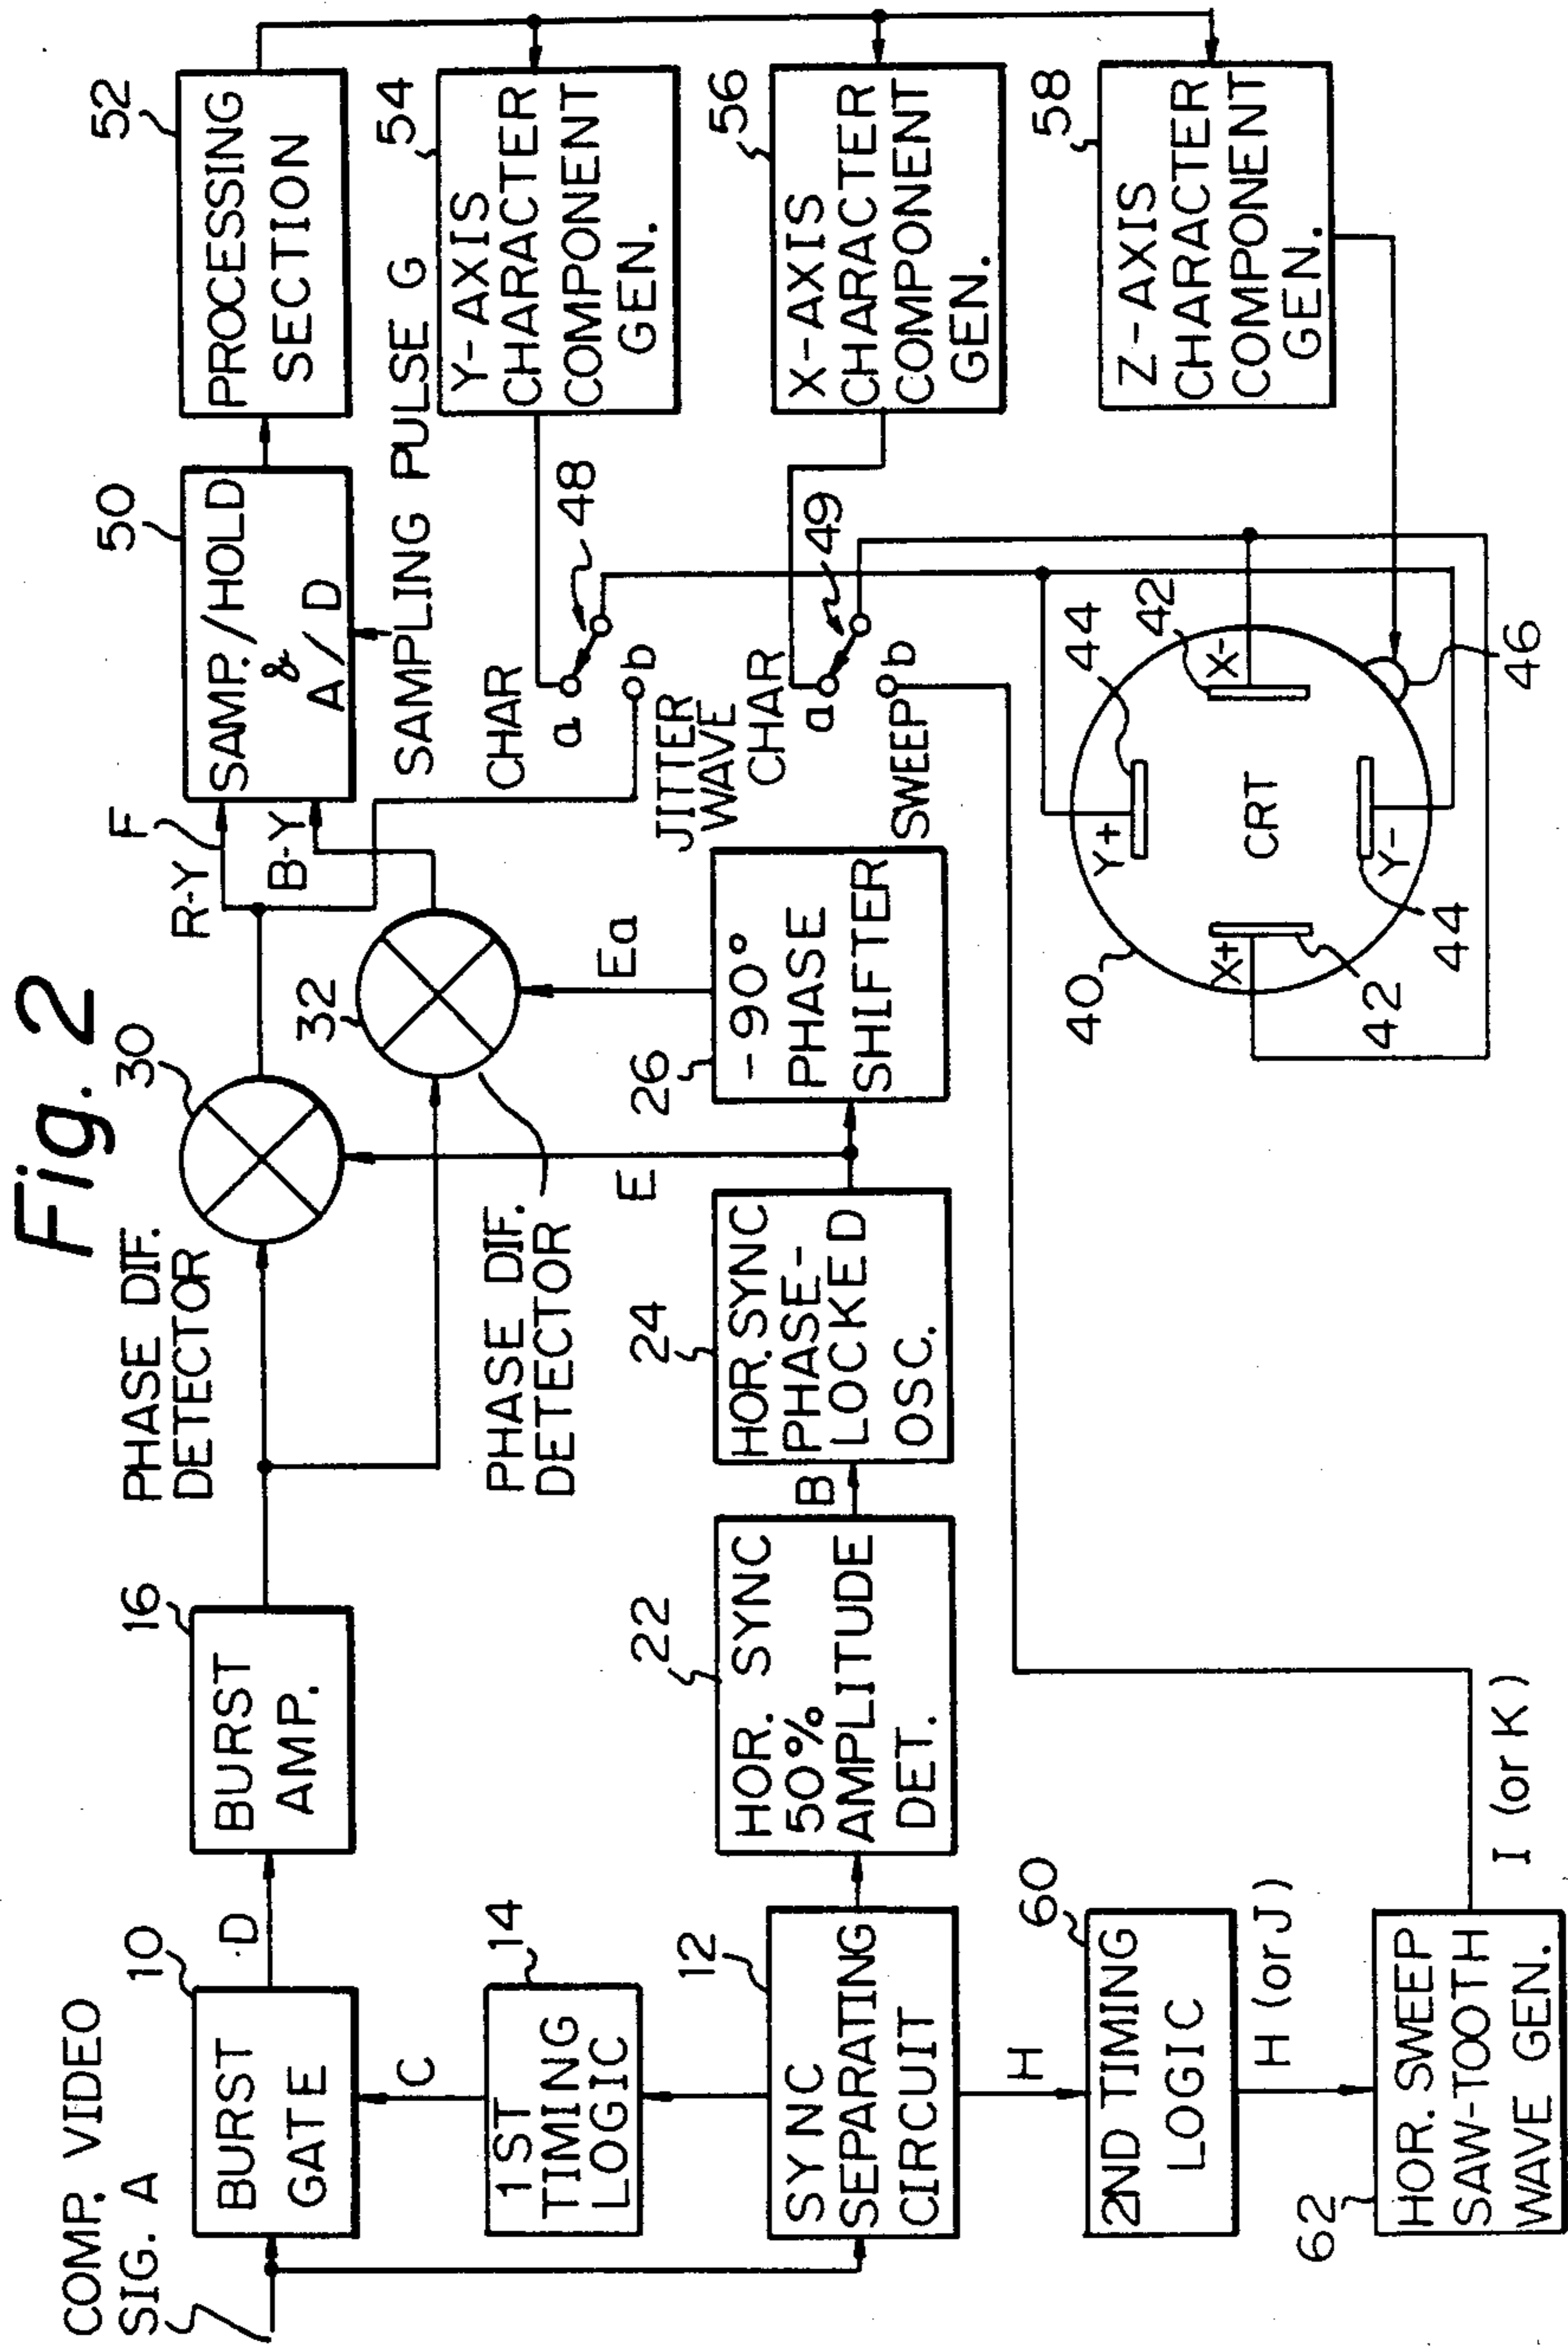 Fig. 2
COMP. VIDEO
SIG. A
10
BURST
GATE
D
16
BURST
AMP.
PHASE DIF.
DETECTOR
30
R-Y
F
B-Y
50
SAMP./HOLD
&
A/D
52
PROCESSING
SECTION
C
14
1ST
TIMING
LOGIC
PHASE DIF.
DETECTOR
32
SAMPLING PULSE G
54
Y-AXIS
CHARACTER
COMPONENT
GEN.
CHAR
a
b
48
JITTER
WAVE
12
SYNC
SEPARATING
CIRCUIT
22
HOR. SYNC
50%
AMPLITUDE
DET.
B
24
HOR. SYNC
PHASE-
LOCKED
OSC.
E
26
-90°
PHASE
SHIFTER
Ea
CHAR
a
b
49
SWEEP
56
X-AXIS
CHARACTER
COMPONENT
GEN.
H
60
2ND TIMING
LOGIC
H (or J)
62
HOR. SWEEP
SAW-TOOTH
WAVE GEN.
I (or K)
40
CRT
Y+
44
X-
42
X+
42
Y-
44
46
58
Z-AXIS
CHARACTER
COMPONENT
GEN.